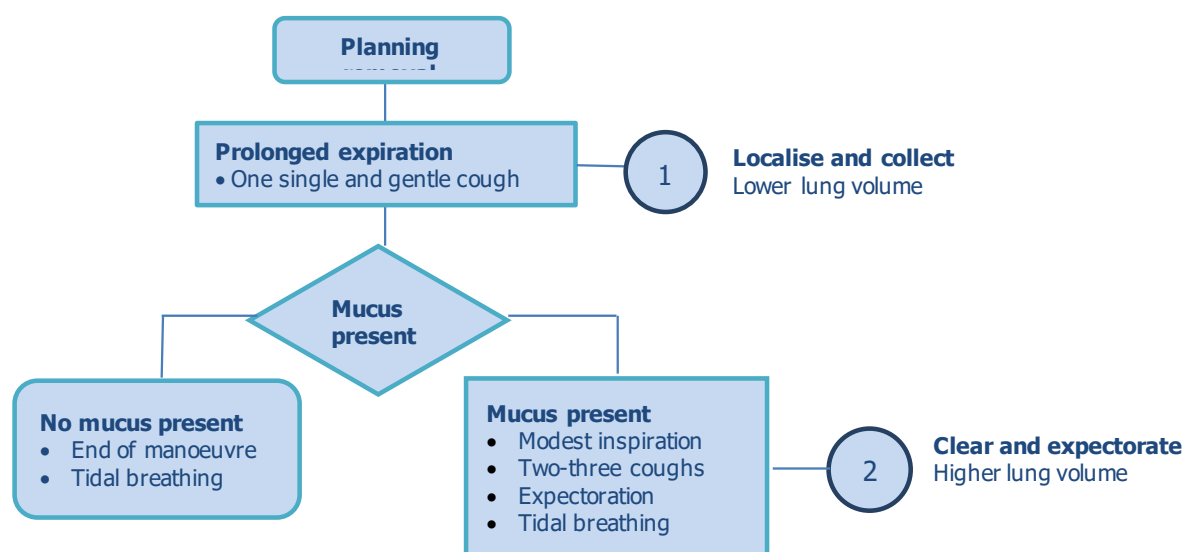 Planning
Prolonged expiration
• One single and gentle cough
1
Localise and collect
Lower lung volume
Mucus
present
No mucus present
• End of manoeuvre
• Tidal breathing
Mucus present
• Modest inspiration
• Two-three coughs
• Expectoration
• Tidal breathing
2
Clear and expectorate
Higher lung volume